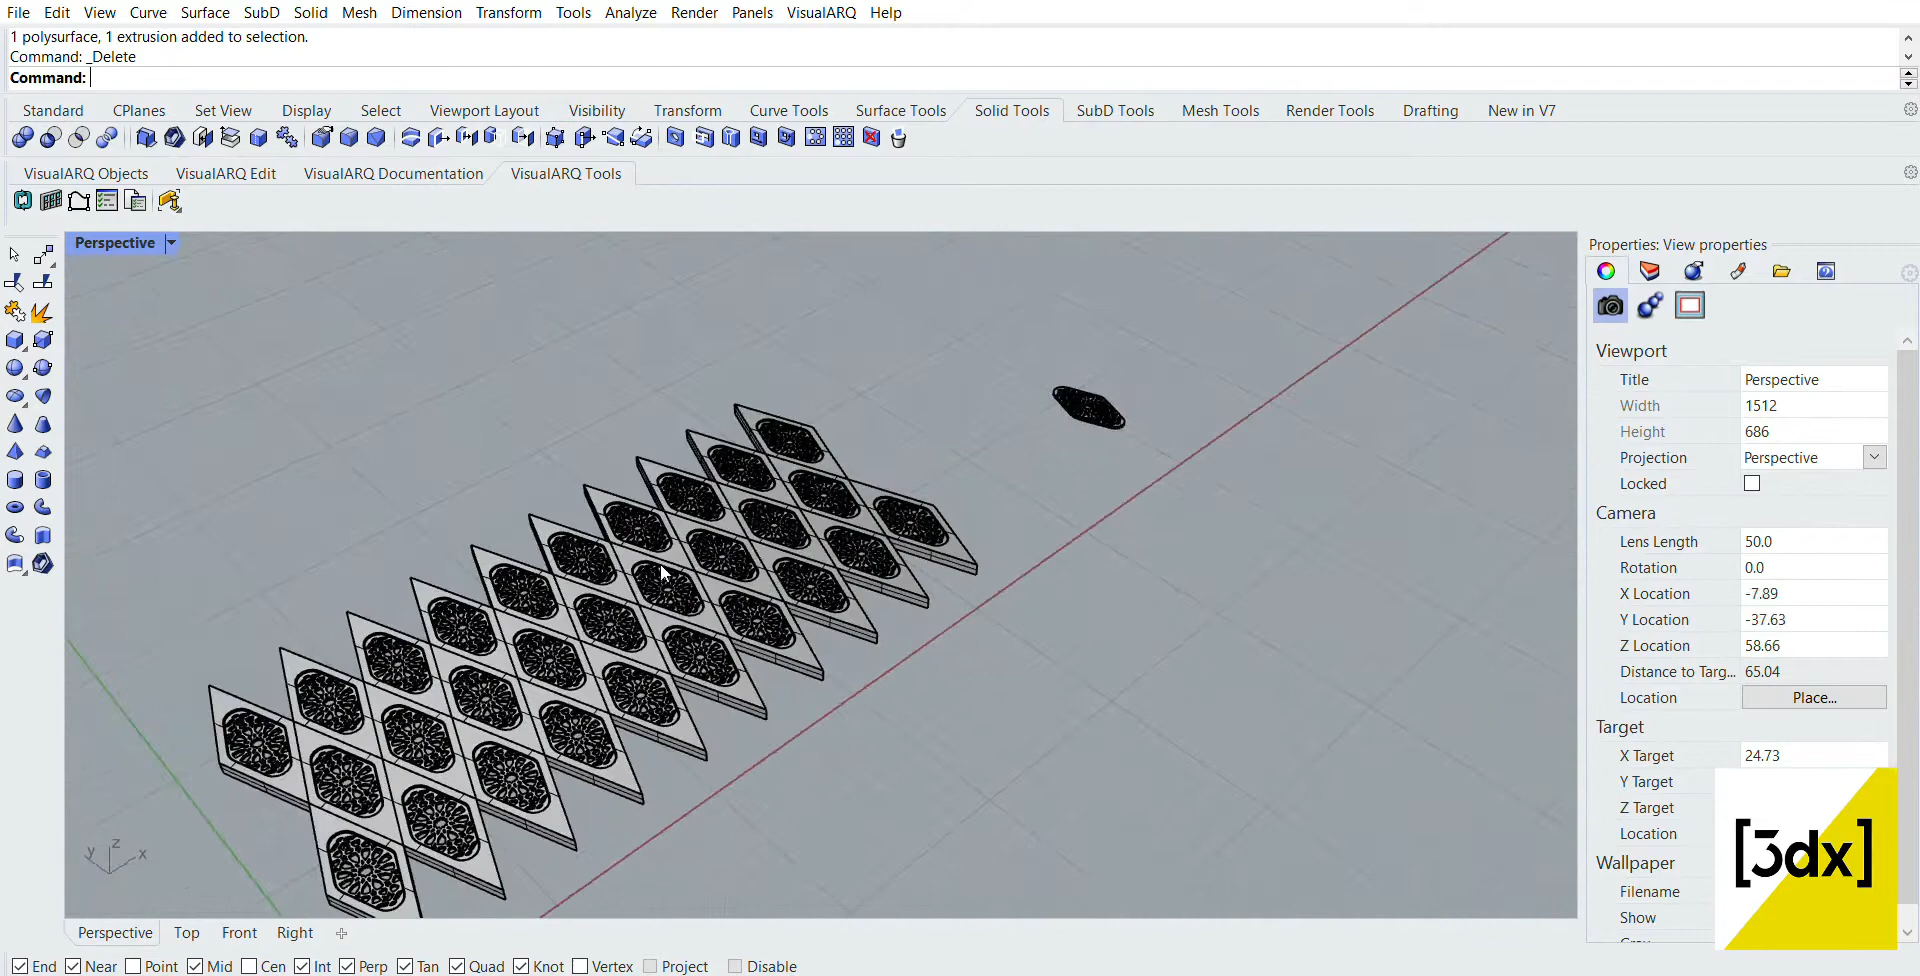 File Edit View Curve Surface SubD Solid Mesh Dimension Transform Tools Analyze Render Panels VisualARQ Help
1 polysurface, 1 extrusion added to selection.
Command: _Delete
Command:
Standard CPlanes Set View Display Select Viewport Layout Visibility Transform Curve Tools Surface Tools Solid Tools SubD Tools Mesh Tools Render Tools Drafting New in V7
VisualARQ Objects VisualARQ Edit VisualARQ Documentation VisualARQ Tools
Perspective
Properties: View properties
Viewport
Title Perspective
Width 1512
Height 686
Projection Perspective
Locked
Camera
Lens Length 50.0
Rotation 0.0
X Location -7.89
Y Location -37.63
Z Location 58.66
Distance to Targ... 65.04
Location Place...
Target
X Target 24.73
Y Target
Z Target
Location
Wallpaper
Filename
Show
[3dx]
z
y x
Perspective Top Front Right
End Near Point Mid Cen Int Perp Tan Quad Knot Vertex Project Disable